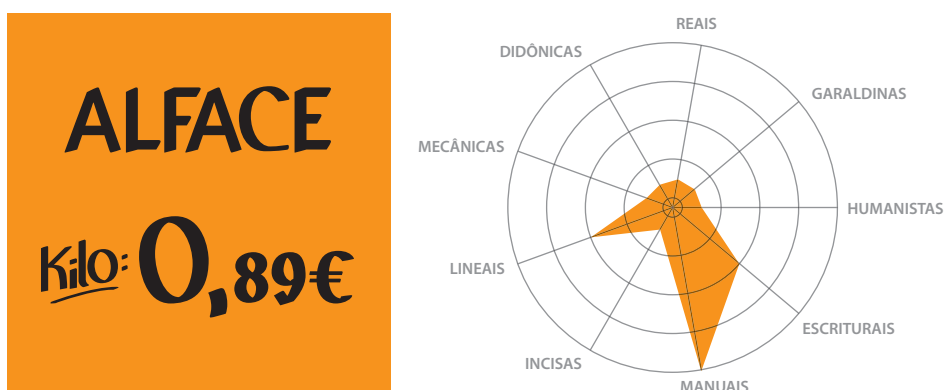 ALFACE
Kilo: 0,89€
REAIS
DIDÔNICAS
GARALDINAS
MECÂNICAS
HUMANISTAS
LINEAIS
ESCRITURAIS
INCISAS
MANUAIS